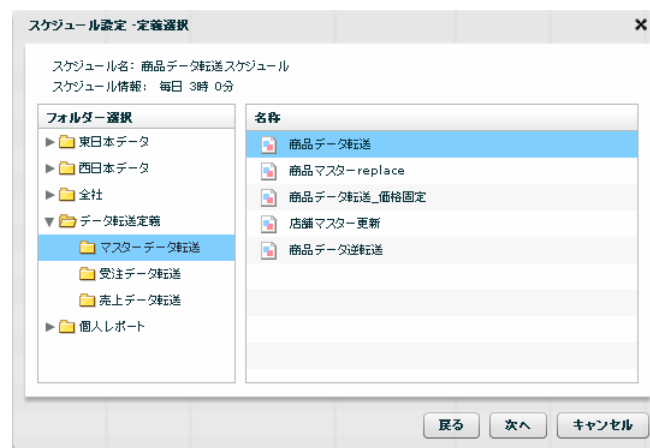 スケジュール設定 -定義選択
スケジュール名: 商品データ転送スケジュール
スケジュール情報: 毎日 3時 0分
フォルダー選択
東日本データ
西日本データ
全社
データ転送定義
マスターデータ転送
受注データ転送
売上データ転送
個人レポート
名称
商品データ転送
商品マスターreplace
商品データ転送_価格固定
店舗マスター更新
商品データ逆転送
戻る 次へ キャンセル